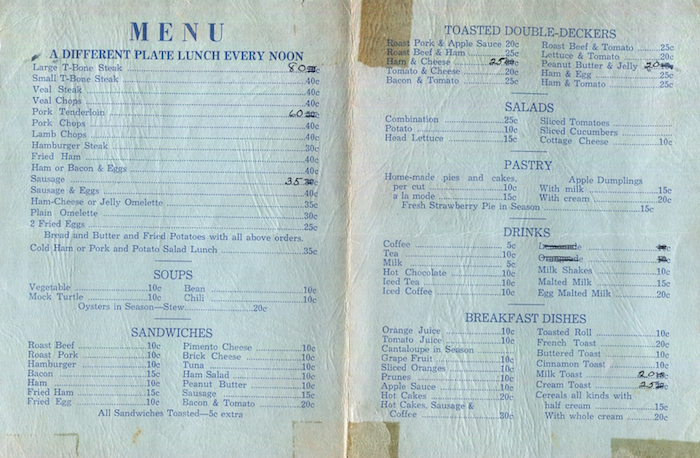 MENU
A DIFFERENT PLATE LUNCH EVERY NOON
Large T-Bone Steak 80c
Small T-Bone Steak 40c
Veal Steak 40c
Veal Chops 40c
Pork Tenderloin 60
Pork Chops 40c
Lamb Chops 40c
Hamburger Steak 30c
Fried Ham 40c
Ham or Bacon & Eggs 40c
Sausage 35
Sausage & Eggs 40c
Ham-Cheese or Jelly Omelette 35c
Plain Omelette 30c
2 Fried Eggs 25c
Bread and Butter and Fried Potatoes with all above orders.
Cold Ham or Pork and Potato Salad Lunch 35c
SOUPS
Vegetable 10c
Mock Turtle 10c
Bean 10c
Chili 10c
Oysters in Season—Stew 20c
SANDWICHES
Roast Beef 10c
Roast Pork 10c
Hamburger 10c
Bacon 15c
Ham 10c
Fried Ham 15c
Fried Egg 10c
Pimento Cheese 10c
Brick Cheese 10c
Tuna 10c
Ham Salad 10c
Peanut Butter 10c
Sausage 15c
Bacon & Tomato 20c
All Sandwiches Toasted—5c extra
TOASTED DOUBLE-DECKERS
Roast Pork & Apple Sauce 20c
Roast Beef & Ham 25c
Ham & Cheese 25
Tomato & Cheese 20c
Bacon & Tomato 25c
Roast Beef & Tomato 25c
Lettuce & Tomato 20c
Peanut Butter & Jelly 20
Ham & Egg 25c
Ham & Tomato 25c
SALADS
Combination 25c
Potato 10c
Head Lettuce 15c
Sliced Tomatoes
Sliced Cucumbers
Cottage Cheese 10c
PASTRY
Home-made pies and cakes,
per cut 10c
a la mode 15c
Apple Dumplings
With milk 15c
With cream 20c
Fresh Strawberry Pie in Season 15c
DRINKS
Coffee 5c
Tea 10c
Milk 5c
Hot Chocolate 10c
Iced Tea 10c
Iced Coffee 10c
Milk Shakes 10c
Malted Milk 15c
Egg Malted Milk 20c
BREAKFAST DISHES
Orange Juice 10c
Tomato Juice 10c
Cantaloupe in Season
Grape Fruit 10c
Sliced Oranges 10c
Prunes 10c
Apple Sauce 10c
Hot Cakes 20c
Hot Cakes, Sausage &
Coffee 30c
Toasted Roll 10c
French Toast 20c
Buttered Toast 10c
Cinnamon Toast 10c
Milk Toast 20
Cream Toast 25
Cereals all kinds with
half cream 15c
With whole cream 20c